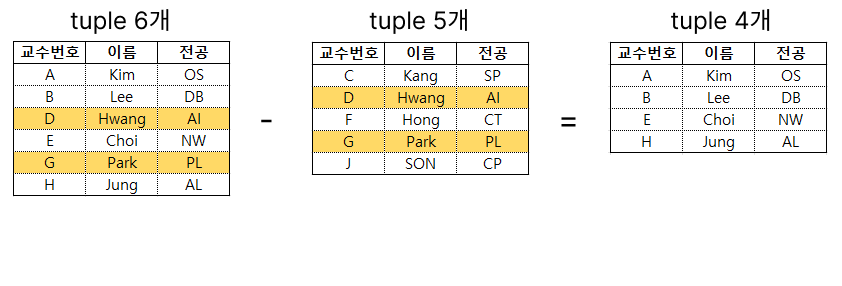 tuple 6개
교수번호 이름 전공
A Kim OS
B Lee DB
D Hwang AI
E Choi NW
G Park PL
H Jung AL
-
tuple 5개
교수번호 이름 전공
C Kang SP
D Hwang AI
F Hong CT
G Park PL
J SON CP
=
tuple 4개
교수번호 이름 전공
A Kim OS
B Lee DB
E Choi NW
H Jung AL